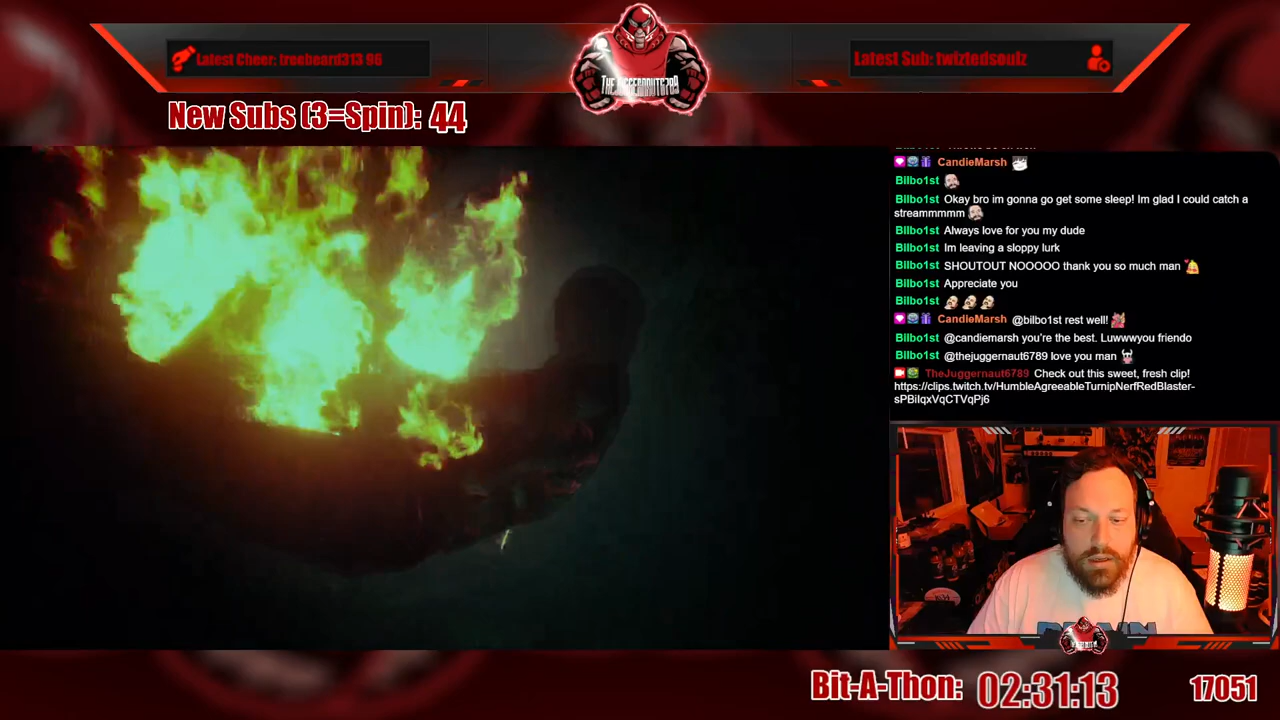 Latest Cheer: treebeard313 96
THEJUGGERNAUT6789
Latest Sub: twiztedsoulz
New Subs (3=Spin): 44
CandieMarsh
Bilbo1st
Bilbo1st Okay bro im gonna go get some sleep! Im glad I could catch a
streammmmm
Bilbo1st Always love for you my dude
Bilbo1st Im leaving a sloppy lurk
Bilbo1st SHOUTOUT NOOOOO thank you so much man
Bilbo1st Appreciate you
Bilbo1st
CandieMarsh @bilbo1st rest well!
Bilbo1st @candiemarsh you're the best. Luwwwyou friendo
Bilbo1st @thejuggernaut6789 love you man
TheJuggernaut6789 Check out this sweet, fresh clip!
https://clips.twitch.tv/HumbleAgreeableTurnipNerfRedBlaster-
sPBiIqxVqCTVqPj6
Bit-A-Thon: 02:31:13 17051